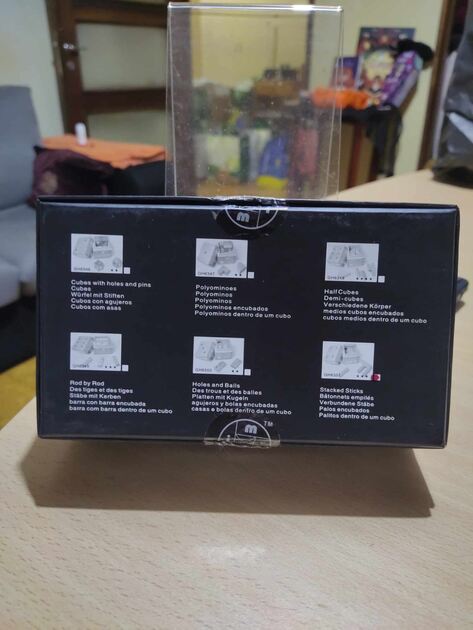 m
GH6346
Cubes with holes and pins
Cubes
Würfel mit Stiften
Cubos con agujeros
Cubos com asas
GH6347
Polyominoes
Polyominos
Polyominos
Polyominos encubados
Polyominos dentro de um cubo
GH6348
Half Cubes
Demi-cubes
Verschiedene Körper
medios cubos encubados
cubos medios dentro de um cubo
Rod by Rod
Des tiges et des tiges
Stäbe mit Kerben
barra con barra encubada
barra com barra dentro de um cubo
Holes and Balls
Des trous et des balles
Platten mit Kugeln
agujeros y bolas encubadas
casas e bolas dentro de um cubo
Stacked Sticks
Bâtonnets empilés
Verbundene Stäbe
Palos encubados
Palitos dentro de um cubo
m TM